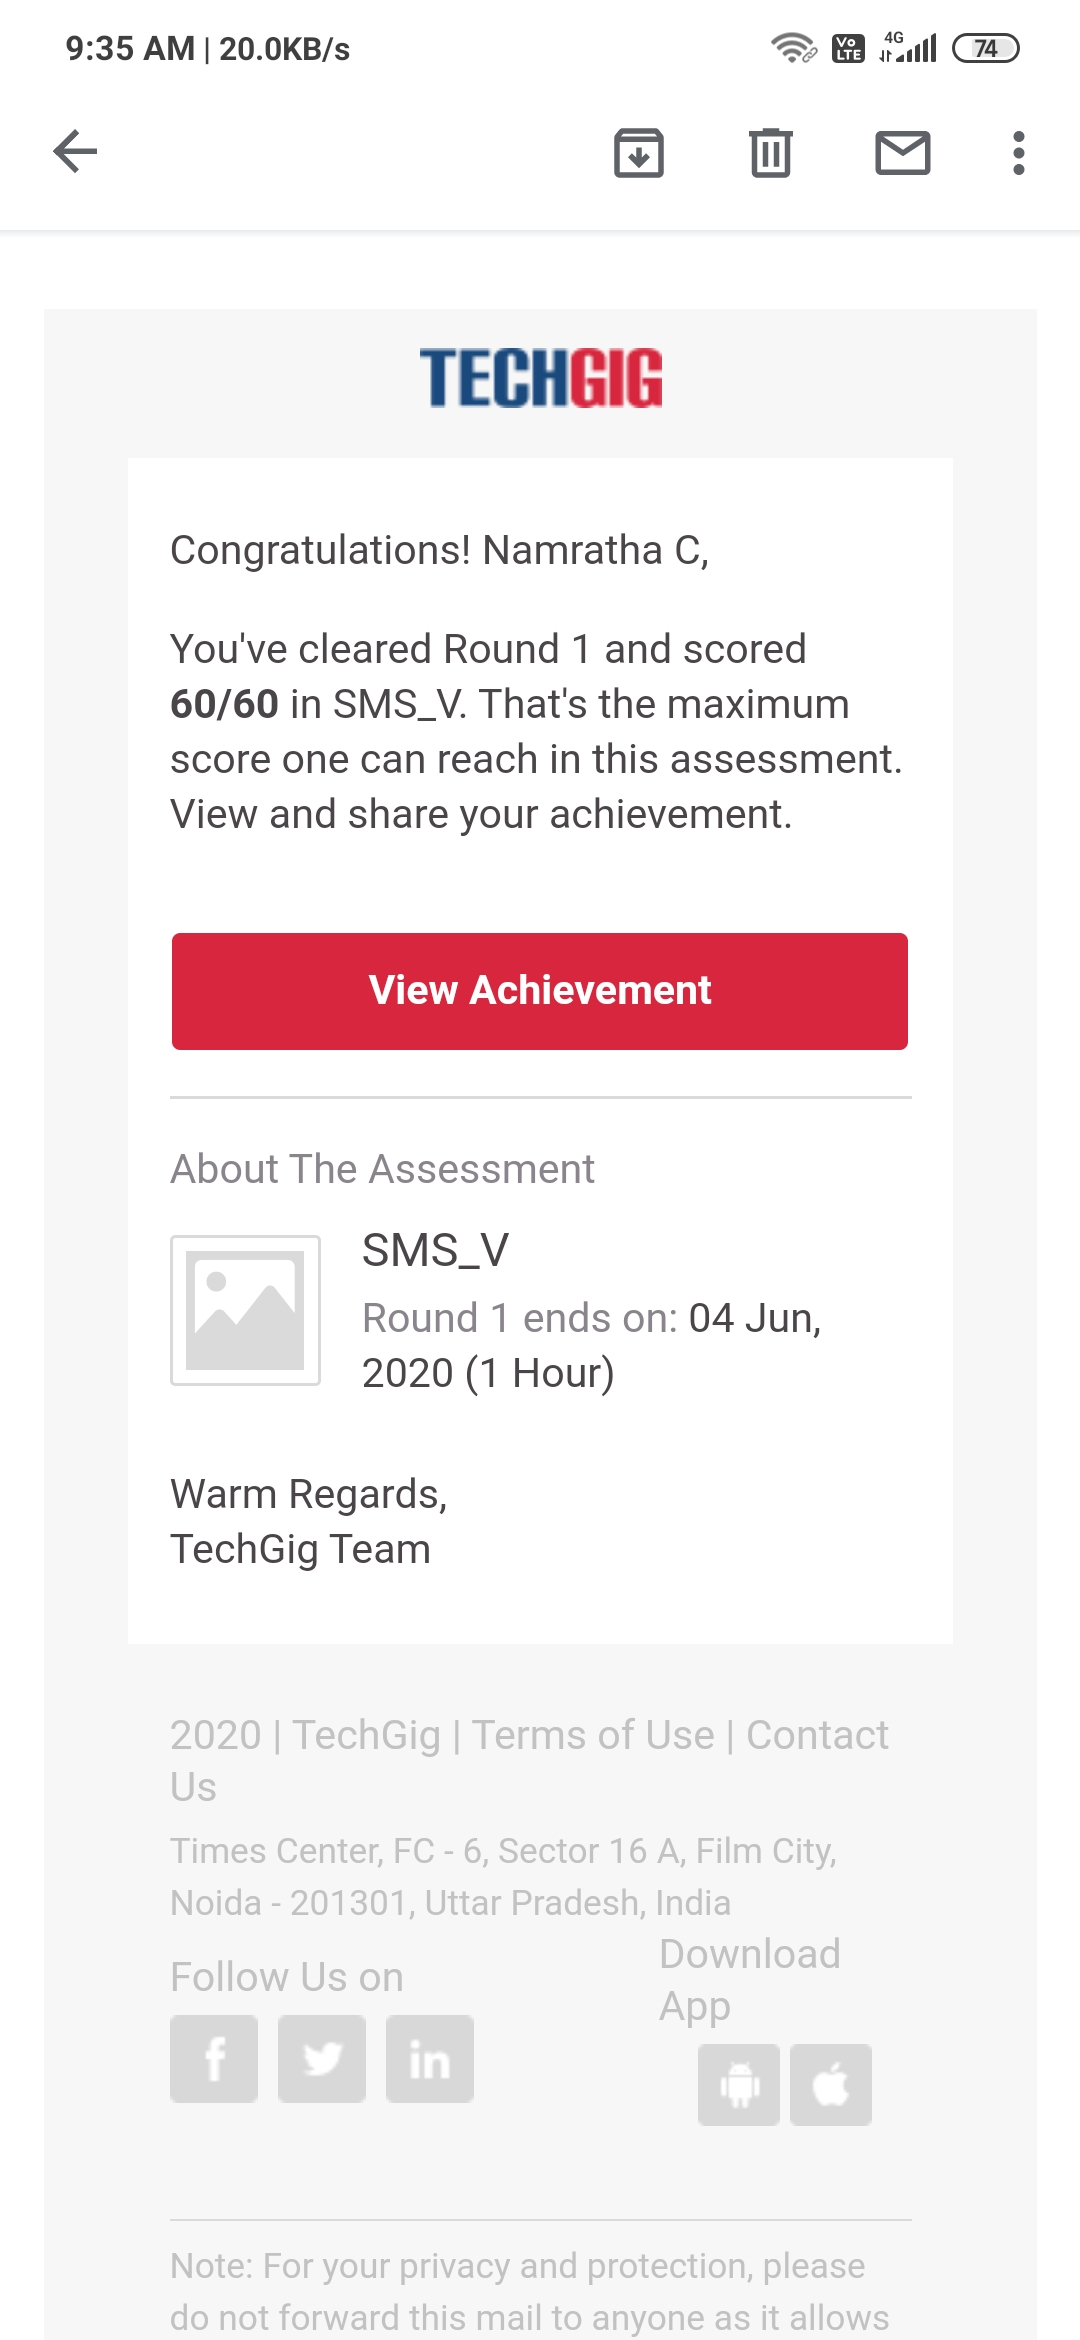 9:35 AM | 20.0KB/s
Vo LTE
4G
74
TECHGIG
Congratulations! Namratha C,
You've cleared Round 1 and scored
60/60 in SMS_V. That's the maximum
score one can reach in this assessment.
View and share your achievement.
View Achievement
About The Assessment
SMS_V
Round 1 ends on: 04 Jun,
2020 (1 Hour)
Warm Regards,
TechGig Team
2020 | TechGig | Terms of Use | Contact
Us
Times Center, FC - 6, Sector 16 A, Film City,
Noida - 201301, Uttar Pradesh, India
Follow Us on
Download
App
f
in
Note: For your privacy and protection, please
do not forward this mail to anyone as it allows